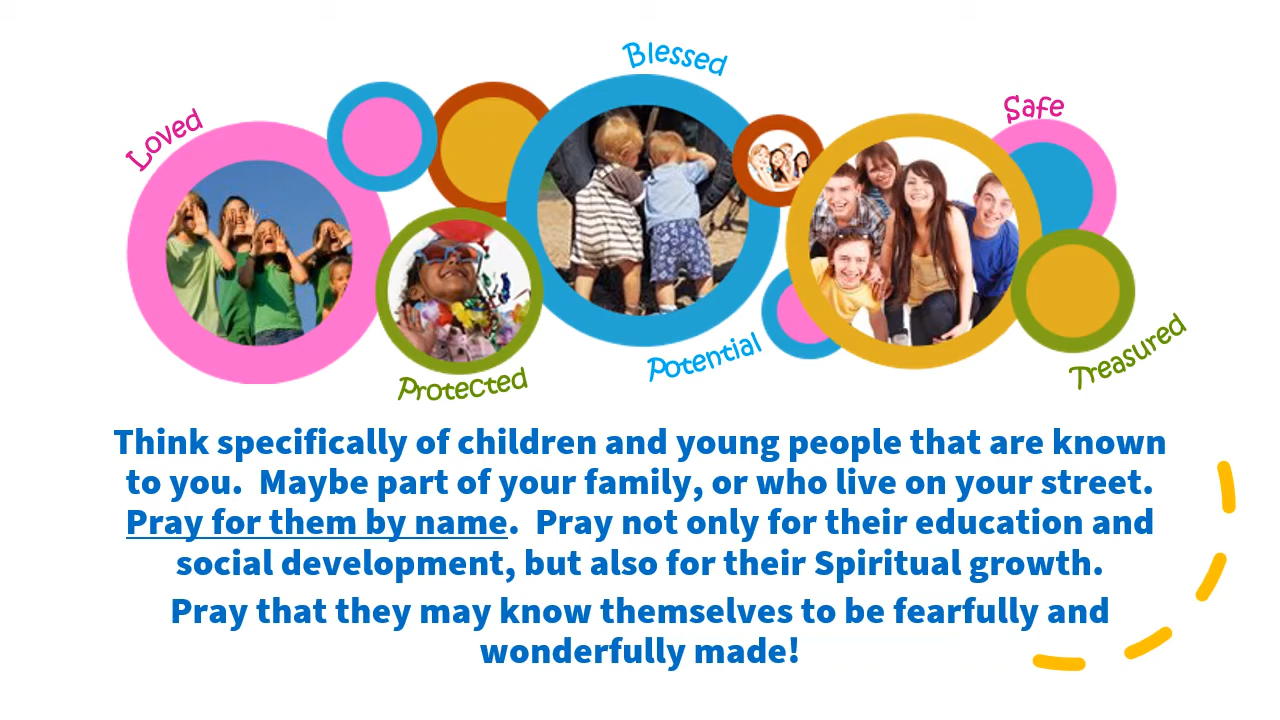 Blessed
Loved
Safe
Potential
Treasured
Protected
Think specifically of children and young people that are known
to you.  Maybe part of your family, or who live on your street.
Pray for them by name.  Pray not only for their education and
social development, but also for their Spiritual growth.
Pray that they may know themselves to be fearfully and
wonderfully made!